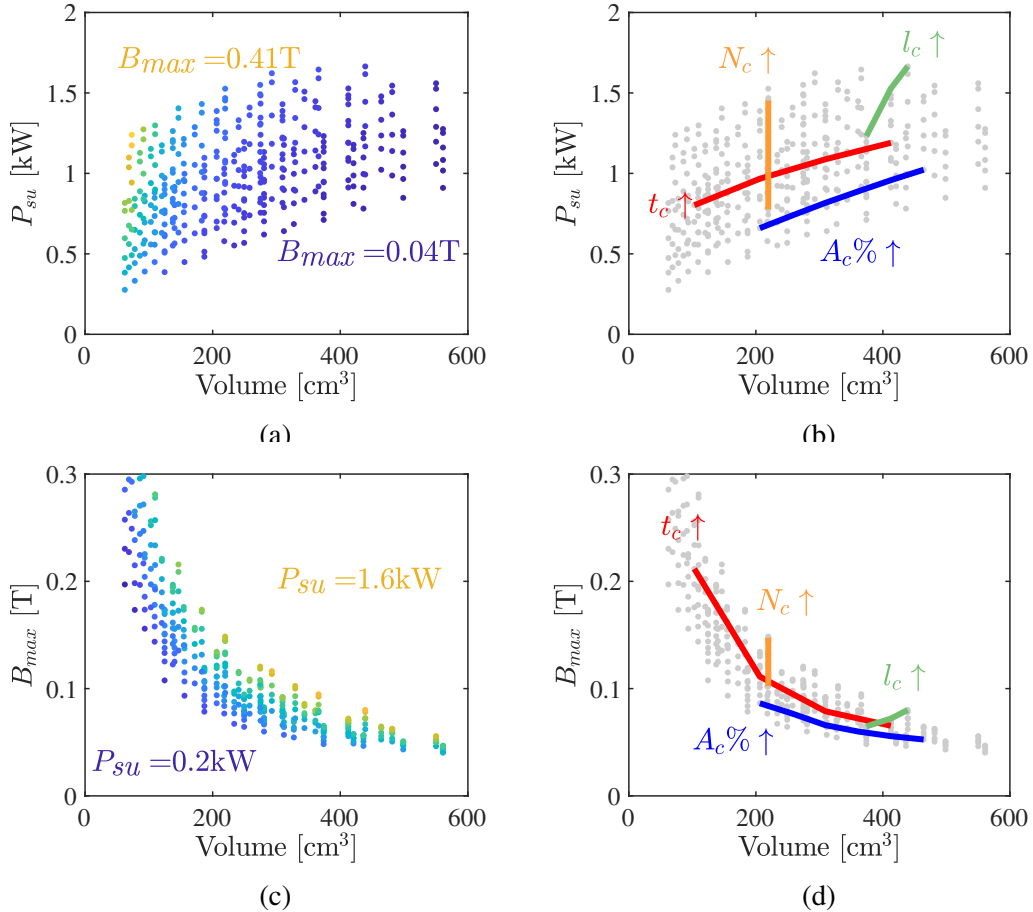 2
1.5
1
0.5
0
P_su [kW]
B_max = 0.41T
B_max = 0.04T
0 200 400 600
Volume [cm³]
(a)
2
1.5
1
0.5
0
P_su [kW]
N_c ↑
l_c ↑
t_c ↑
A_c% ↑
0 200 400 600
Volume [cm³]
(b)
0.3
0.2
0.1
0
B_max [T]
P_su = 1.6kW
P_su = 0.2kW
0 200 400 600
Volume [cm³]
(c)
0.3
0.2
0.1
0
B_max [T]
t_c ↑
N_c ↑
l_c ↑
A_c% ↑
0 200 400 600
Volume [cm³]
(d)